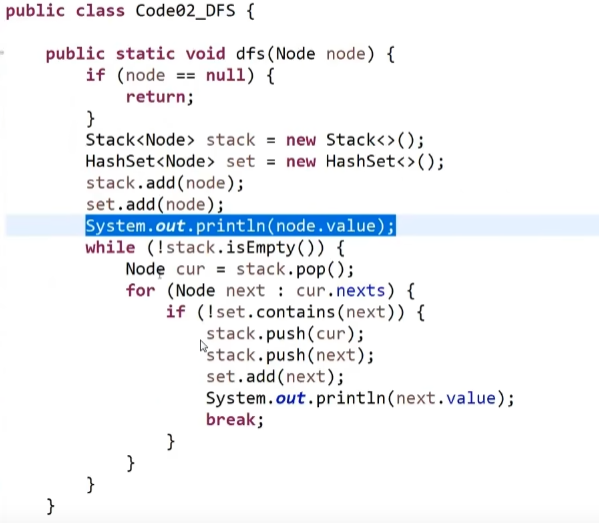 public class Code02_DFS {
public static void dfs(Node node) {
if (node == null) {
return;
}
Stack<Node> stack = new Stack<>();
HashSet<Node> set = new HashSet<>();
stack.add(node);
set.add(node);
System.out.println(node.value);
while (!stack.isEmpty()) {
Node cur = stack.pop();
for (Node next : cur.nexts) {
if (!set.contains(next)) {
stack.push(cur);
stack.push(next);
set.add(next);
System.out.println(next.value);
break;
}
}
}
}